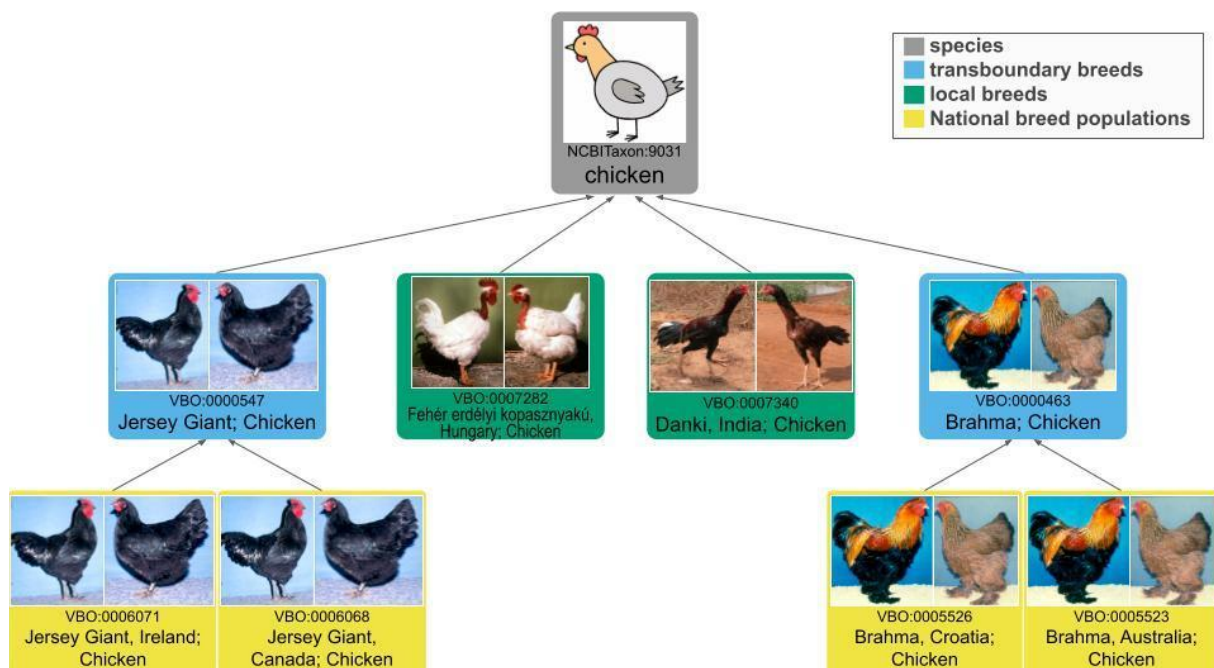 species
transboundary breeds
local breeds
National breed populations
NCBITaxon:9031
chicken
VBO:0000547
Jersey Giant; Chicken
VBO:0007282
Fehér erdélyi kopasznyakú,
Hungary; Chicken
VBO:0007340
Danki, India; Chicken
VBO:0000463
Brahma; Chicken
VBO:0006071
Jersey Giant, Ireland;
Chicken
VBO:0006068
Jersey Giant,
Canada; Chicken
VBO:0005526
Brahma, Croatia;
Chicken
VBO:0005523
Brahma, Australia;
Chicken